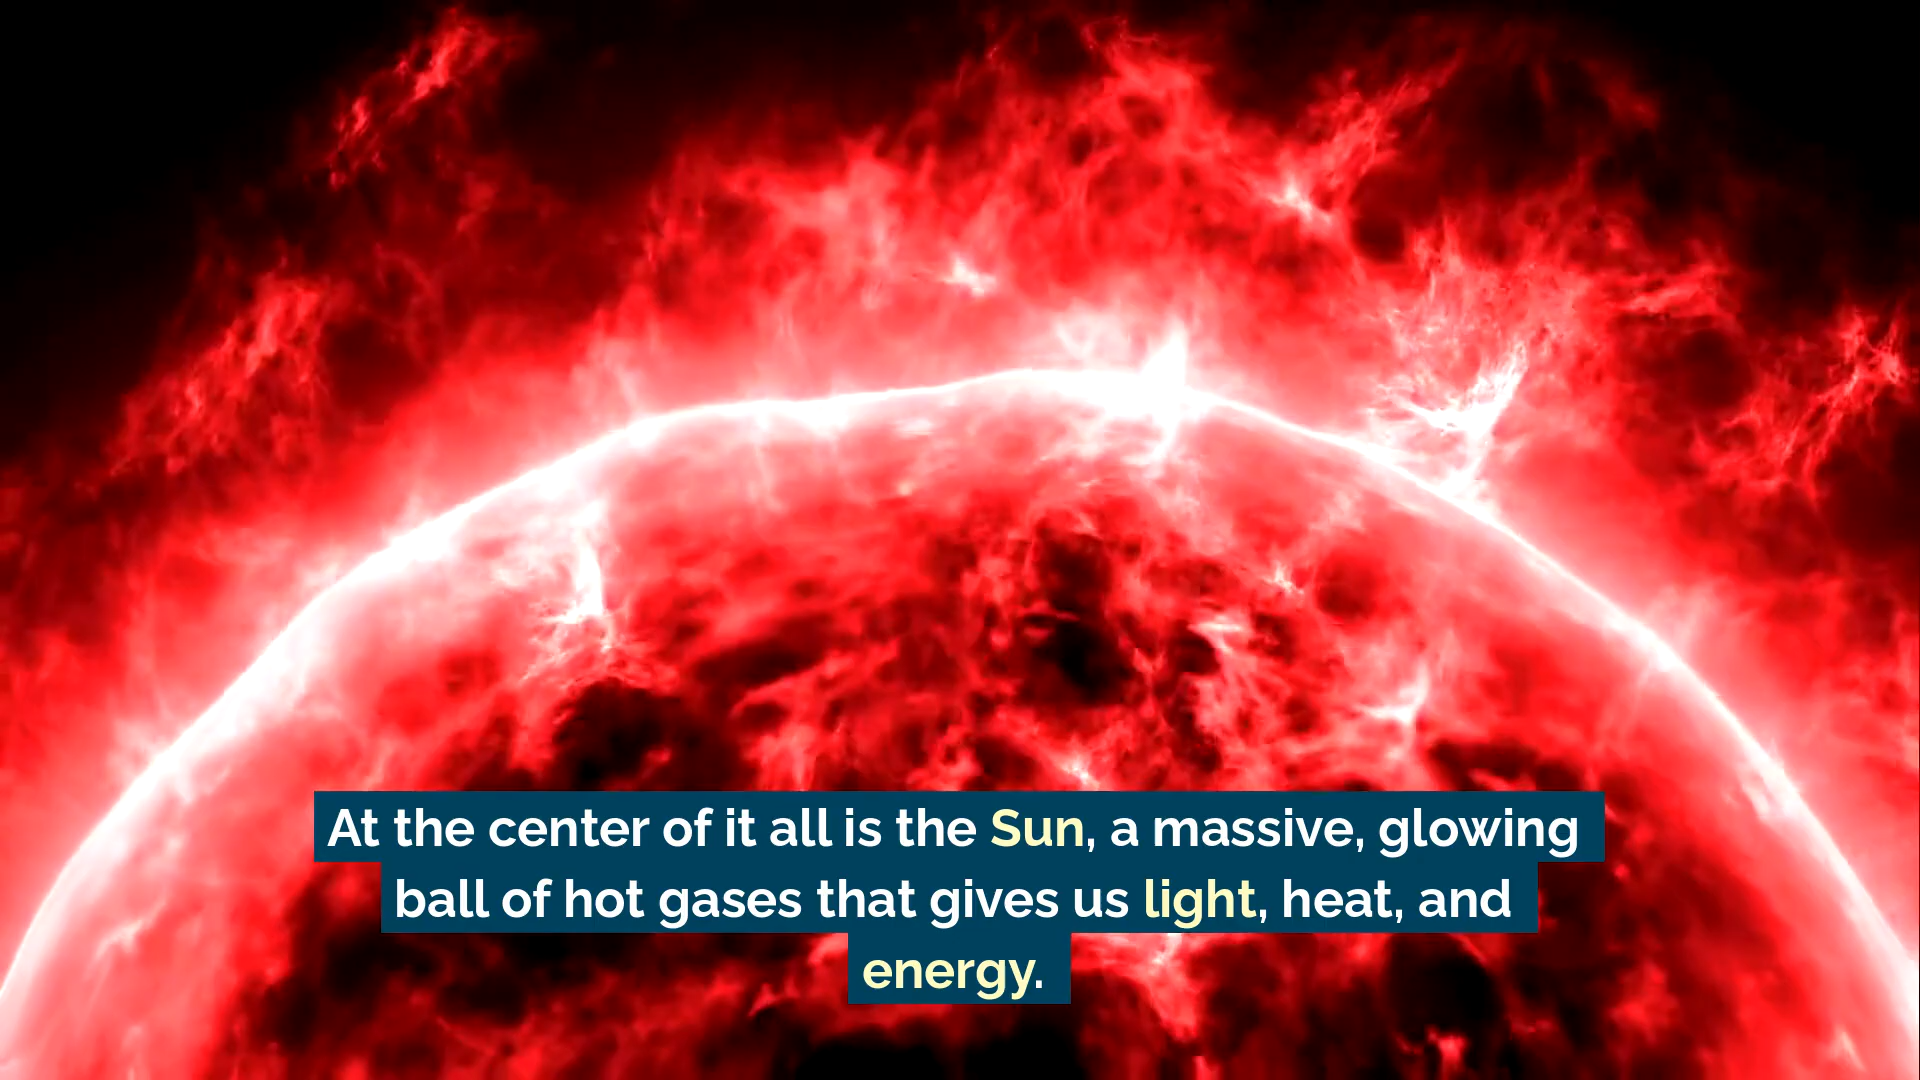 At the center of it all is the Sun, a massive, glowing
ball of hot gases that gives us light, heat, and
energy.